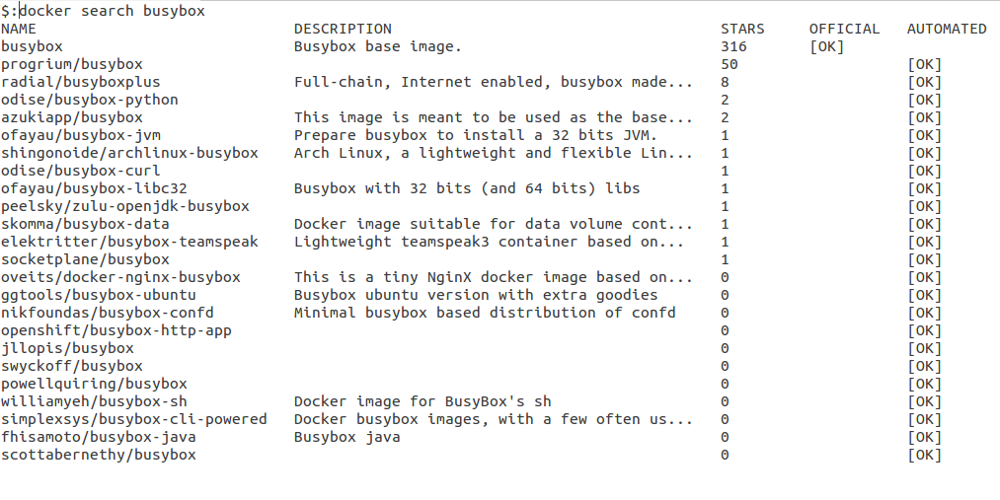 $:docker search busybox
NAME DESCRIPTION STARS OFFICIAL AUTOMATED
busybox Busybox base image. 316 [OK]
progrium/busybox 50 [OK]
radial/busyboxplus Full-chain, Internet enabled, busybox made... 8 [OK]
odise/busybox-python 2 [OK]
azukiapp/busybox This image is meant to be used as the base... 2 [OK]
ofayau/busybox-jvm Prepare busybox to install a 32 bits JVM. 1 [OK]
shingonoide/archlinux-busybox Arch Linux, a lightweight and flexible Lin... 1 [OK]
odise/busybox-curl 1 [OK]
ofayau/busybox-libc32 Busybox with 32 bits (and 64 bits) libs 1 [OK]
peelsky/zulu-openjdk-busybox 1 [OK]
skomma/busybox-data Docker image suitable for data volume cont... 1 [OK]
elektritter/busybox-teamspeak Lightweight teamspeak3 container based on... 1 [OK]
socketplane/busybox 1 [OK]
oveits/docker-nginx-busybox This is a tiny NginX docker image based on... 0 [OK]
ggtools/busybox-ubuntu Busybox ubuntu version with extra goodies 0 [OK]
nikfoundas/busybox-confd Minimal busybox based distribution of confd 0 [OK]
openshift/busybox-http-app 0 [OK]
jllopis/busybox 0 [OK]
swyckoff/busybox 0 [OK]
powellquiring/busybox 0 [OK]
williamyeh/busybox-sh Docker image for BusyBox's sh 0 [OK]
simplexsys/busybox-cli-powered Docker busybox images, with a few often us... 0 [OK]
fhisamoto/busybox-java Busybox java 0 [OK]
scottabernethy/busybox 0 [OK]